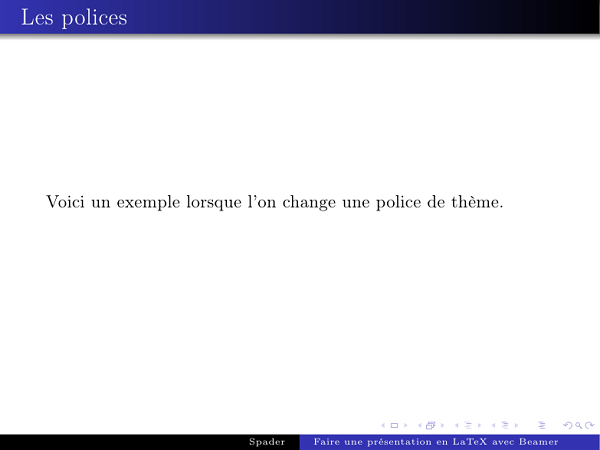 Les polices
Voici un exemple lorsque l'on change une police de thème.
Spader
Faire une présentation en LaTeX avec Beamer